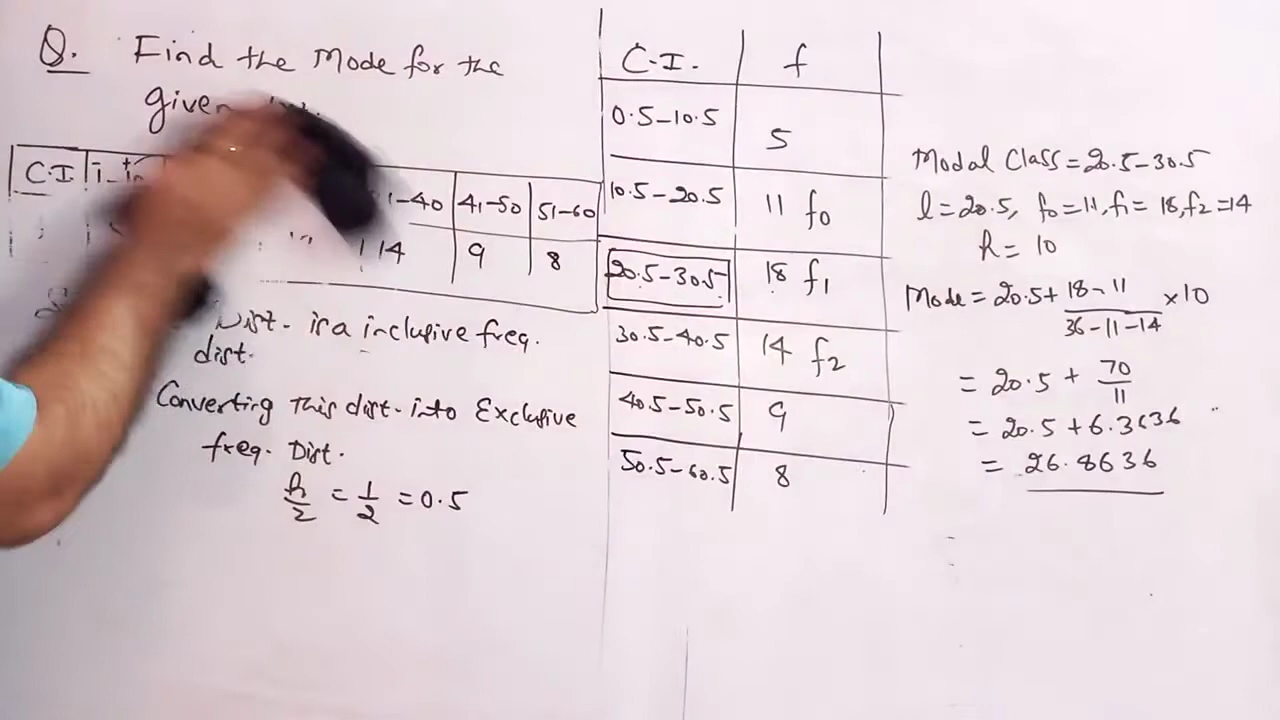 Q. Find the Mode for the
given
C.I
1-40 41-50 51-60
14 9 8
Dist. is a inclusive freq.
dist.
Converting This dist. into Exclusive
freq. Dist.
h/2 = 1/2 = 0.5
C.I. f
0.5-10.5 5
10.5-20.5 11 f0
20.5-30.5 18 f1
30.5-40.5 14 f2
40.5-50.5 9
50.5-60.5 8
Modal Class = 20.5-30.5
l = 20.5, f0 = 11, f1 = 18, f2 = 14
h = 10
Mode = 20.5 + 18-11/36-11-14 × 10
= 20.5 + 70/11
= 20.5 + 6.3636
= 26.8636